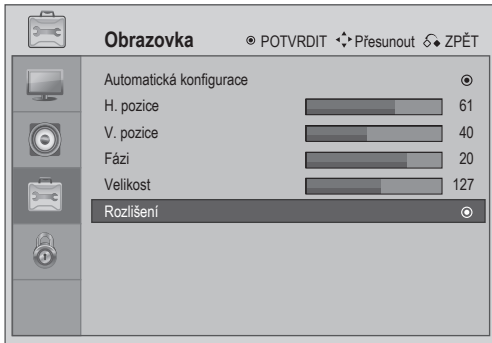 Obrazovka POTVRDIT Přesunout ZPĚT
Automatická konfigurace
H. pozice 61
V. pozice 40
Fázi 20
Velikost 127
Rozlišení